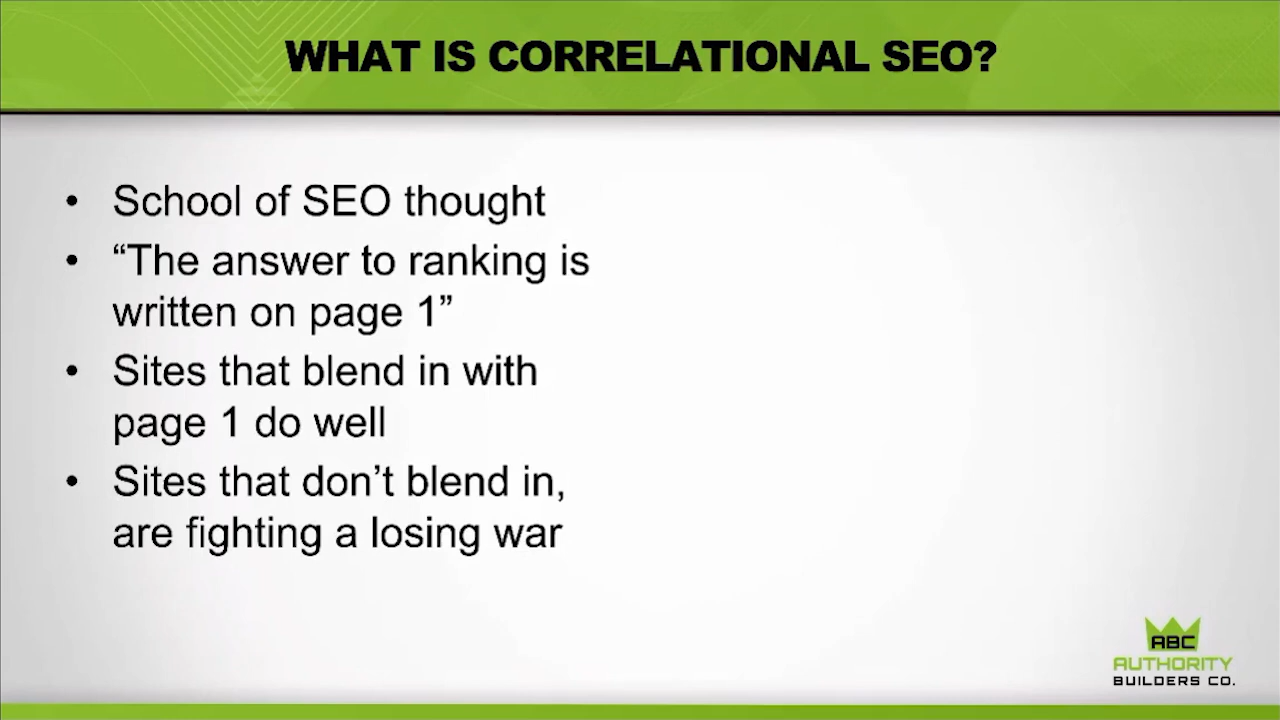 WHAT IS CORRELATIONAL SEO?
• School of SEO thought
• “The answer to ranking is
written on page 1”
• Sites that blend in with
page 1 do well
• Sites that don’t blend in,
are fighting a losing war
ABC
AUTHORITY
BUILDERS CO.